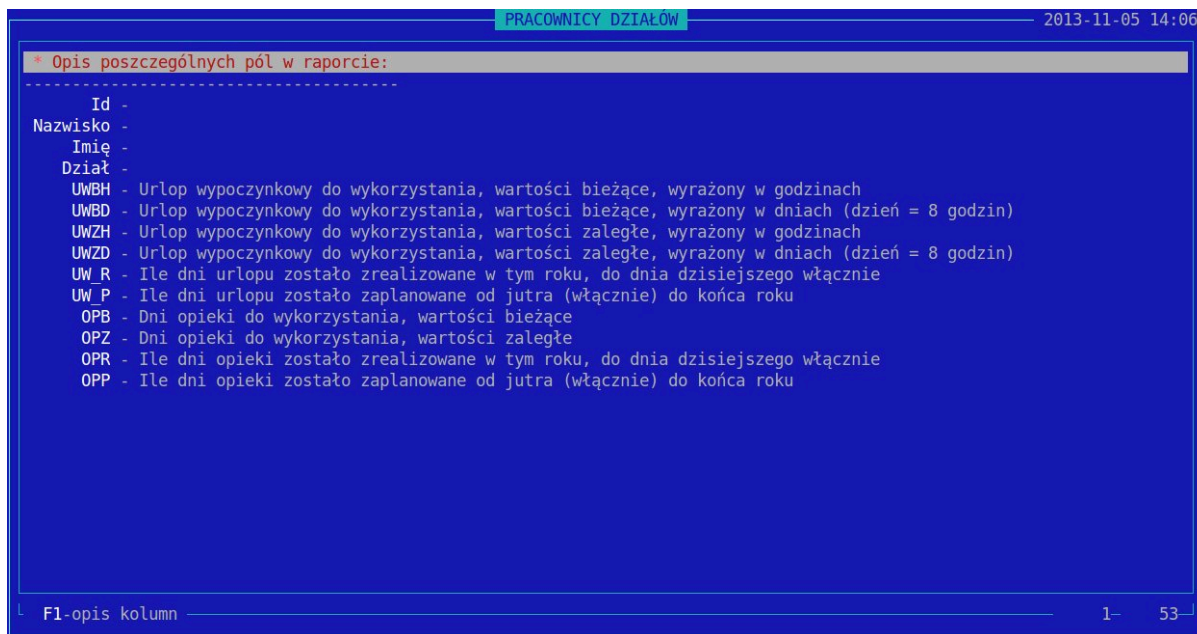 PRACOWNICY DZIAŁÓW 2013-11-05 14:06
* Opis poszczególnych pól w raporcie:
---------------------------------------
Id -
Nazwisko -
Imię -
Dział -
UWBH - Urlop wypoczynkowy do wykorzystania, wartości bieżące, wyrażony w godzinach
UWBD - Urlop wypoczynkowy do wykorzystania, wartości bieżące, wyrażony w dniach (dzień = 8 godzin)
UWZH - Urlop wypoczynkowy do wykorzystania, wartości zaległe, wyrażony w godzinach
UWZD - Urlop wypoczynkowy do wykorzystania, wartości zaległe, wyrażony w dniach (dzień = 8 godzin)
UW_R - Ile dni urlopu zostało zrealizowane w tym roku, do dnia dzisiejszego włącznie
UW_P - Ile dni urlopu zostało zaplanowane od jutra (włącznie) do końca roku
OPB - Dni opieki do wykorzystania, wartości bieżące
OPZ - Dni opieki do wykorzystania, wartości zaległe
OPR - Ile dni opieki zostało zrealizowane w tym roku, do dnia dzisiejszego włącznie
OPP - Ile dni opieki zostało zaplanowane od jutra (włącznie) do końca roku
F1-opis kolumn 1- 53